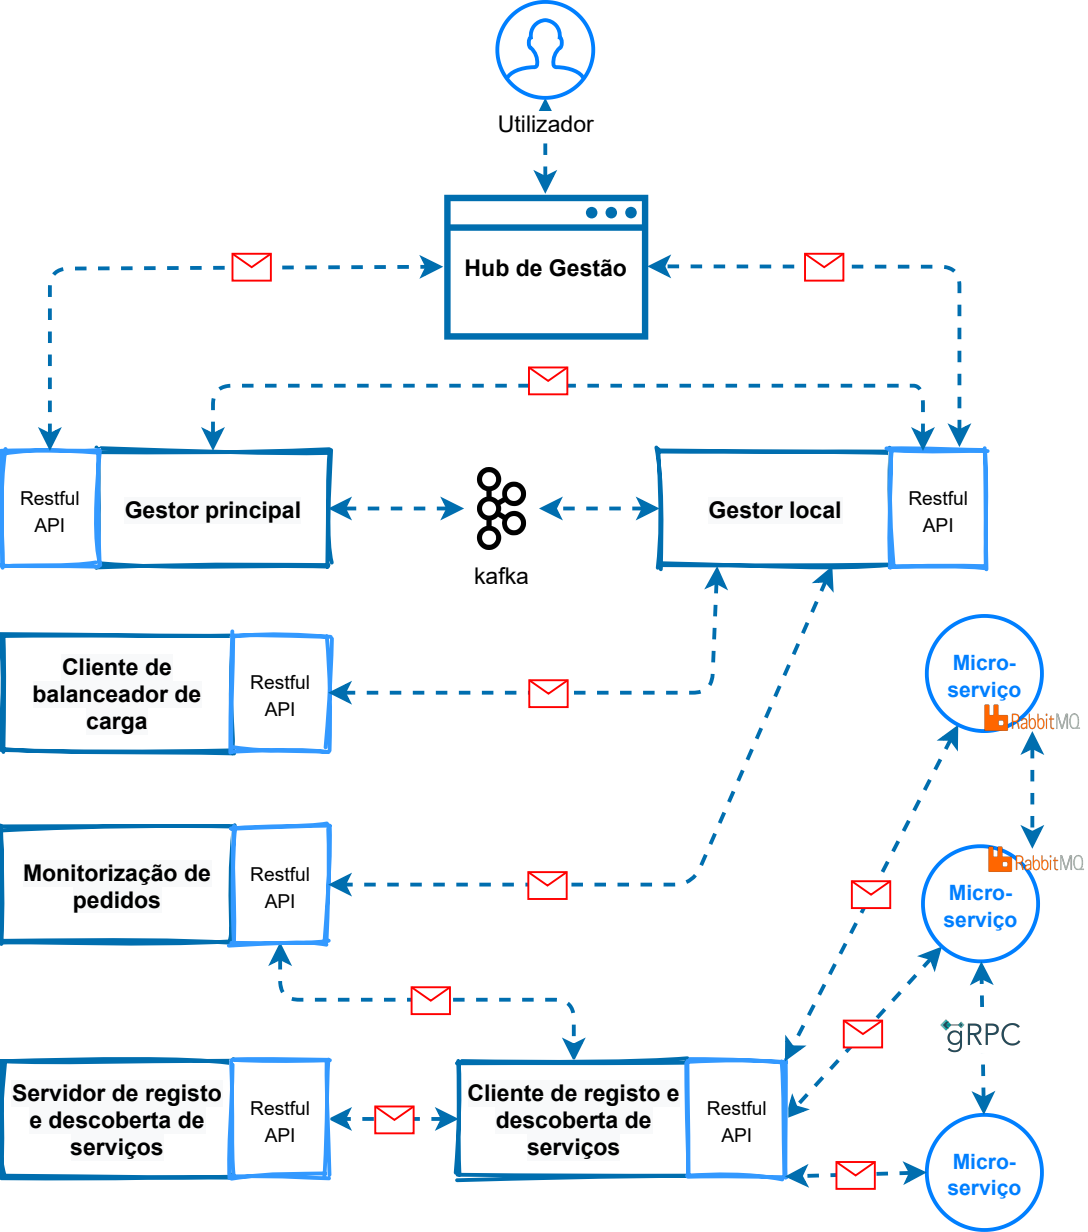 Utilizador
Hub de Gestão
Restful
API
Gestor principal
kafka
Gestor local
Restful
API
Cliente de
balanceador de
carga
Restful
API
Micro-
serviço
RabbitMQ
Monitorização de
pedidos
Restful
API
RabbitMQ
Micro-
serviço
gRPC
Servidor de registo
e descoberta de
serviços
Restful
API
Cliente de registo e
descoberta de
serviços
Restful
API
Micro-
serviço